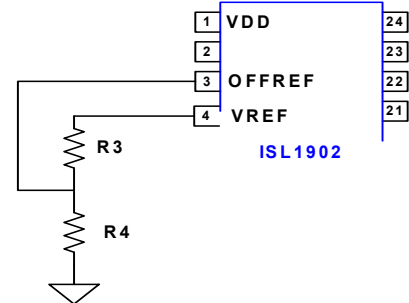 1 VDD 24
2 23
3 OFFREF 22
4 VREF 21
R3
ISL1902
R4